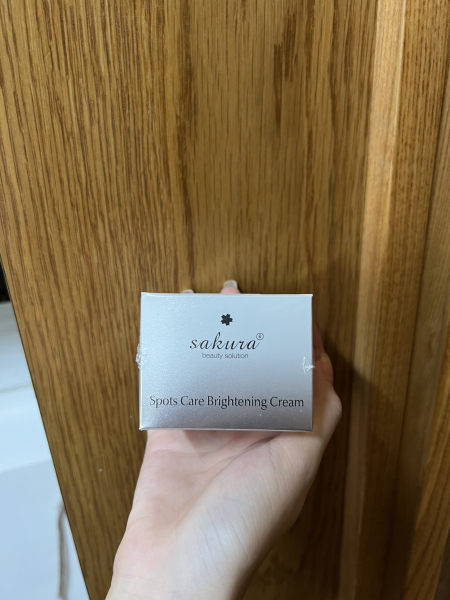 sakura®
beauty solution
Spots Care Brightening Cream